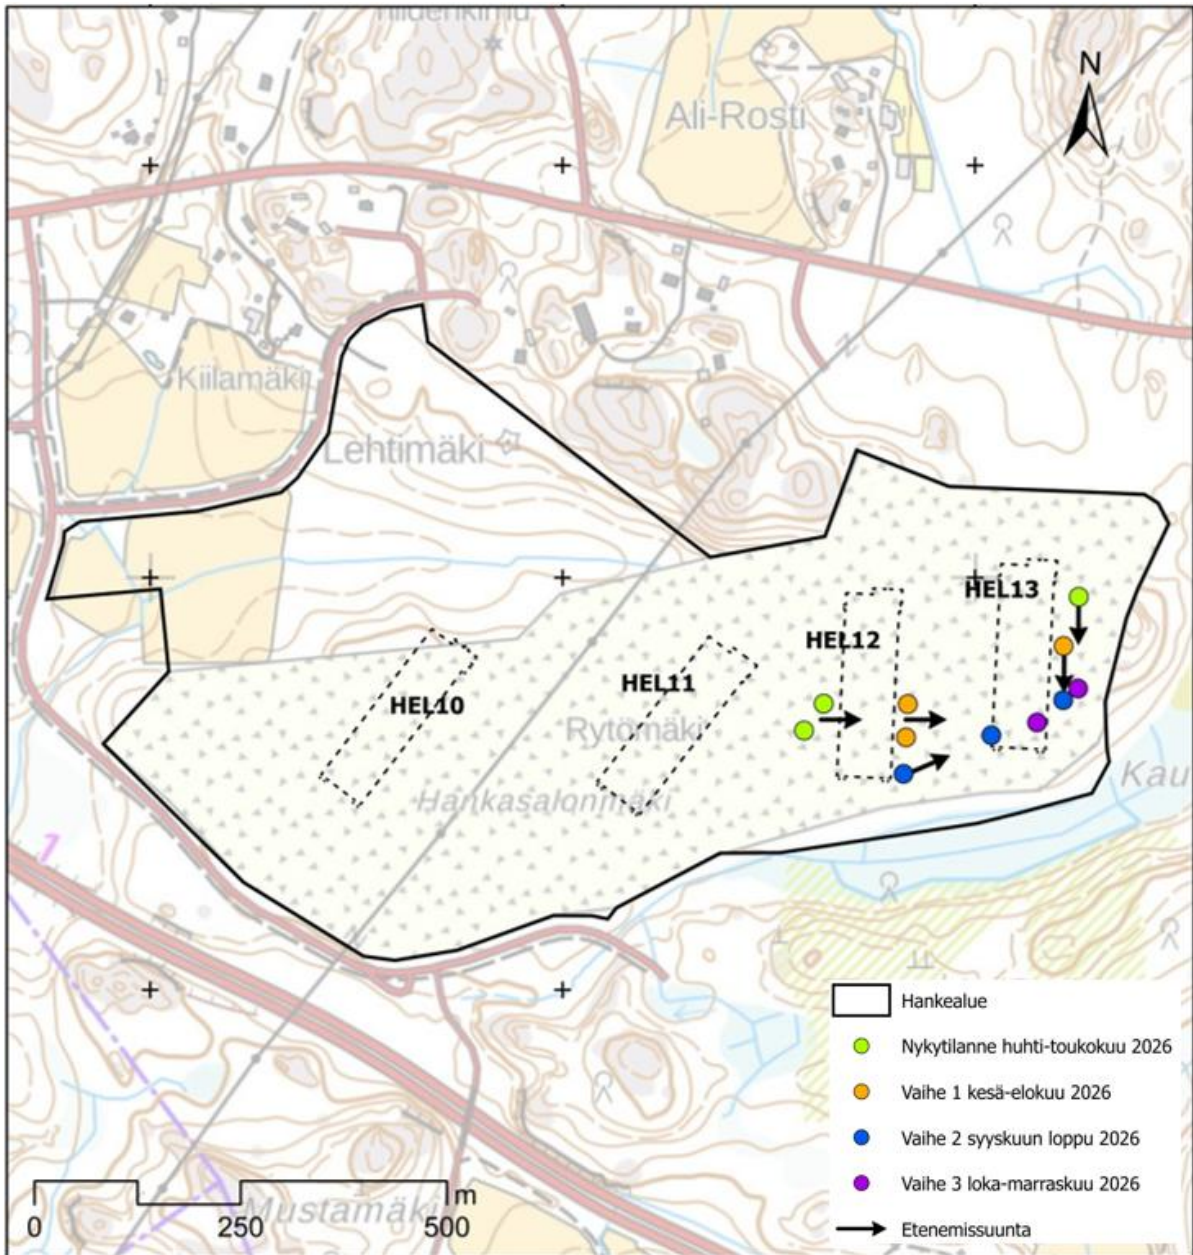 N
Ali-Rosti
Kiilamäki
Lehtimäki
HEL13
HEL12
HEL11
HEL10
Rytömäki
Hankasalonmäki
Kau
1
Hankealue
Nykytilanne huhti-toukokuu 2026
Vaihe 1 kesä-elokuu 2026
Vaihe 2 syyskuun loppu 2026
Vaihe 3 loka-marraskuu 2026
Etenemissuunta
m
0 250 500
Mustamäki